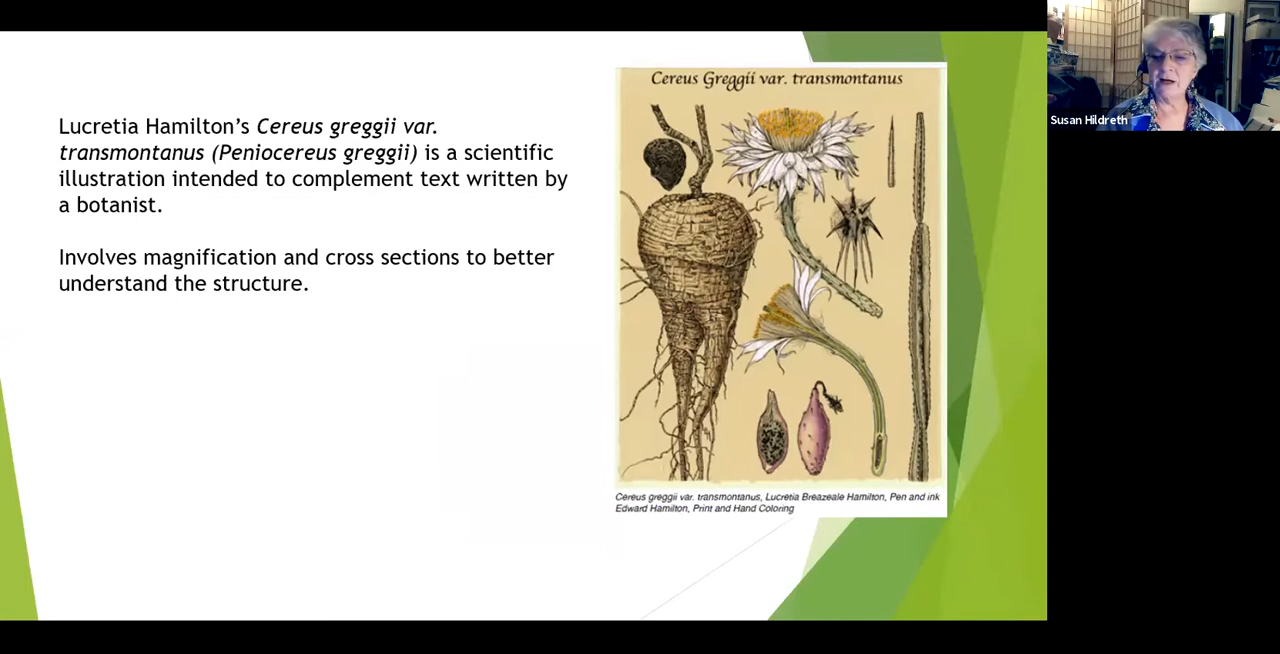 Lucretia Hamilton’s Cereus greggii var.
transmontanus (Peniocereus greggii) is a scientific
illustration intended to complement text written by
a botanist.
Involves magnification and cross sections to better
understand the structure.
Cereus Greggii var. transmontanus
Cereus greggii var. transmontanus, Lucretia Breazeale Hamilton, Pen and ink
Edward Hamilton, Print and Hand Coloring
Susan Hildreth